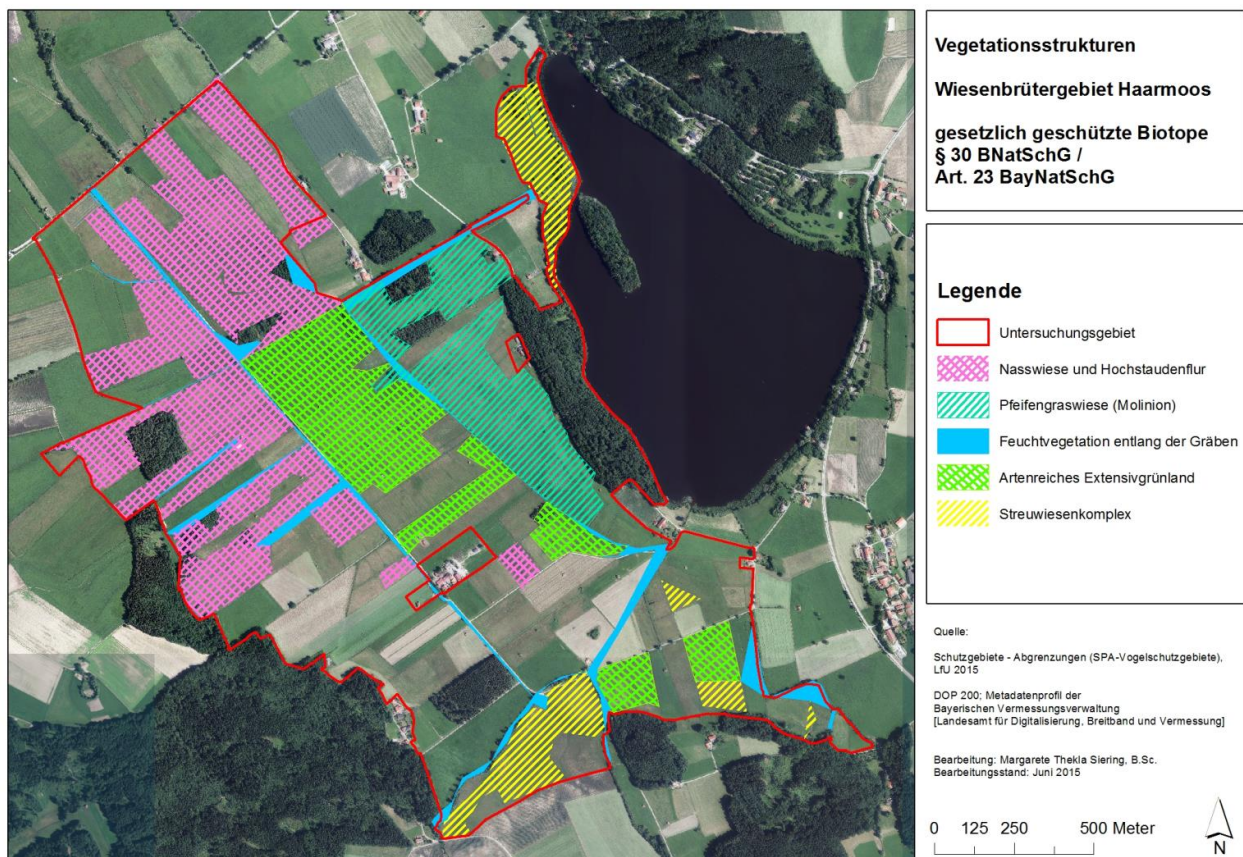 Vegetationsstrukturen
Wiesenbrütergebiet Haarmoos
gesetzlich geschützte Biotope
§ 30 BNatSchG /
Art. 23 BayNatSchG
Legende
Untersuchungsgebiet
Nasswiese und Hochstaudenflur
Pfeifengraswiese (Molinion)
Feuchtvegetation entlang der Gräben
Artenreiches Extensivgrünland
Streuwiesenkomplex
Quelle:
Schutzgebiete - Abgrenzungen (SPA-Vogelschutzgebiete),
LfU 2015
DOP 200; Metadatenprofil der
Bayerischen Vermessungsverwaltung
[Landesamt für Digitalisierung, Breitband und Vermessung]
Bearbeitung: Margarete Thekla Siering, B.Sc.
Bearbeitungsstand: Juni 2015
0 125 250 500 Meter
N